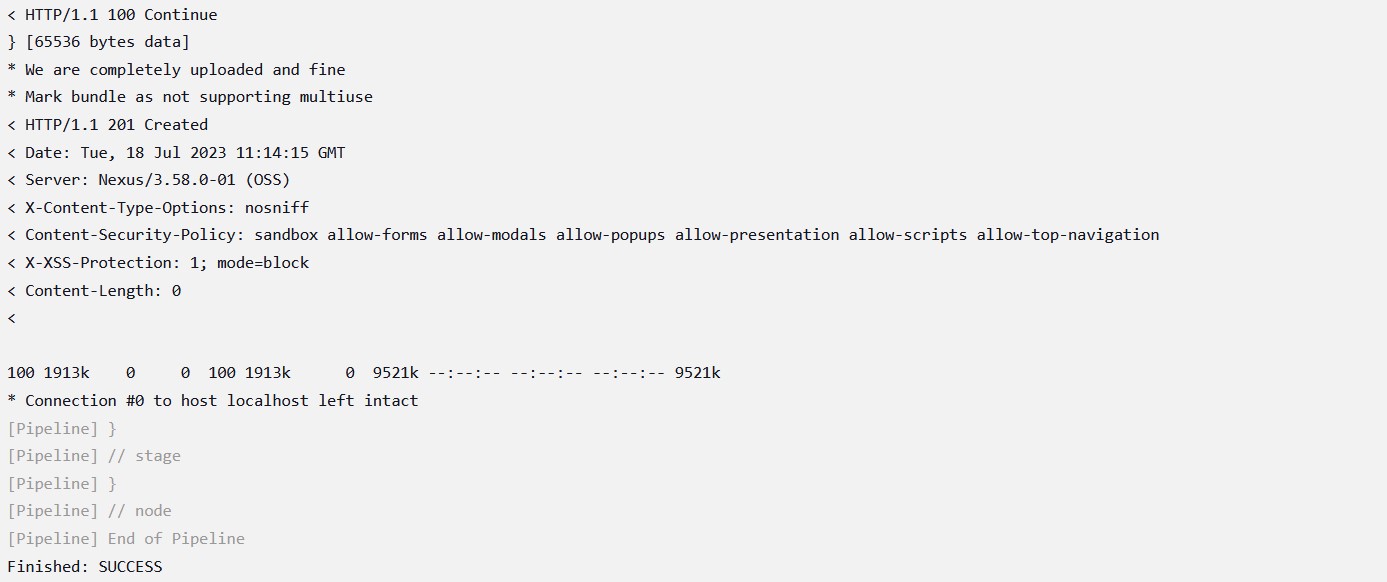 < HTTP/1.1 100 Continue
} [65536 bytes data]
* We are completely uploaded and fine
* Mark bundle as not supporting multiuse
< HTTP/1.1 201 Created
< Date: Tue, 18 Jul 2023 11:14:15 GMT
< Server: Nexus/3.58.0-01 (OSS)
< X-Content-Type-Options: nosniff
< Content-Security-Policy: sandbox allow-forms allow-modals allow-popups allow-presentation allow-scripts allow-top-navigation
< X-XSS-Protection: 1; mode=block
< Content-Length: 0
<
100 1913k    0     0  100 1913k      0  9521k --:--:-- --:--:-- --:--:-- 9521k
* Connection #0 to host localhost left intact
[Pipeline] }
[Pipeline] // stage
[Pipeline] }
[Pipeline] // node
[Pipeline] End of Pipeline
Finished: SUCCESS